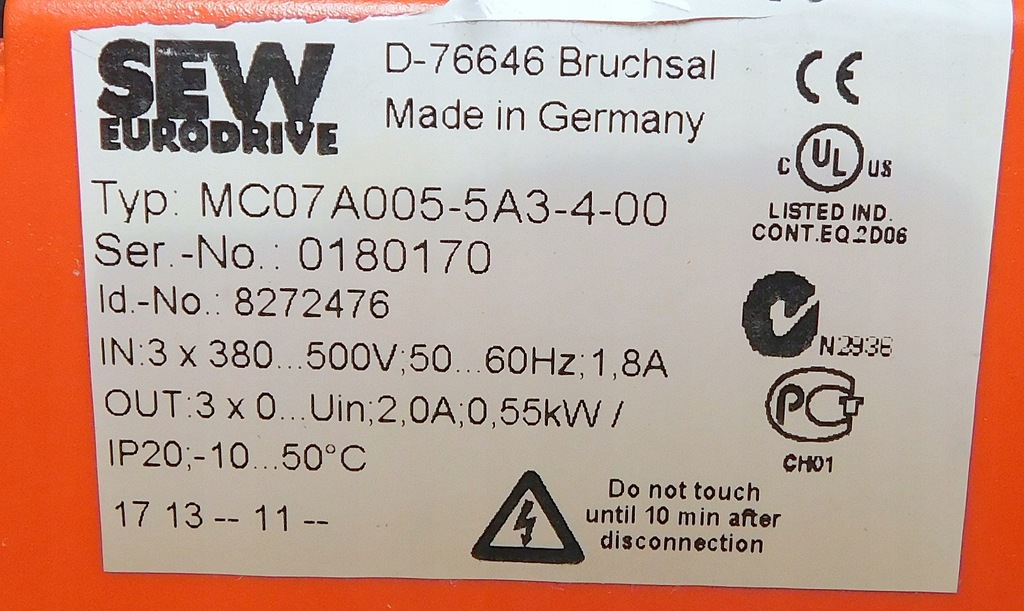 SEW
EURODRIVE
D-76646 Bruchsal
Made in Germany
CE
C UL US
LISTED IND.
CONT.EQ.2D06
Typ: MC07A005-5A3-4-00
Ser.-No.: 0180170
Id.-No.: 8272476
IN:3 x 380...500V;50...60Hz;1,8A
OUT:3 x 0...Uin;2,0A;0,55kW /
IP20;-10...50°C
17 13 -- 11 --
N2936
PCT
CH01
Do not touch
until 10 min after
disconnection